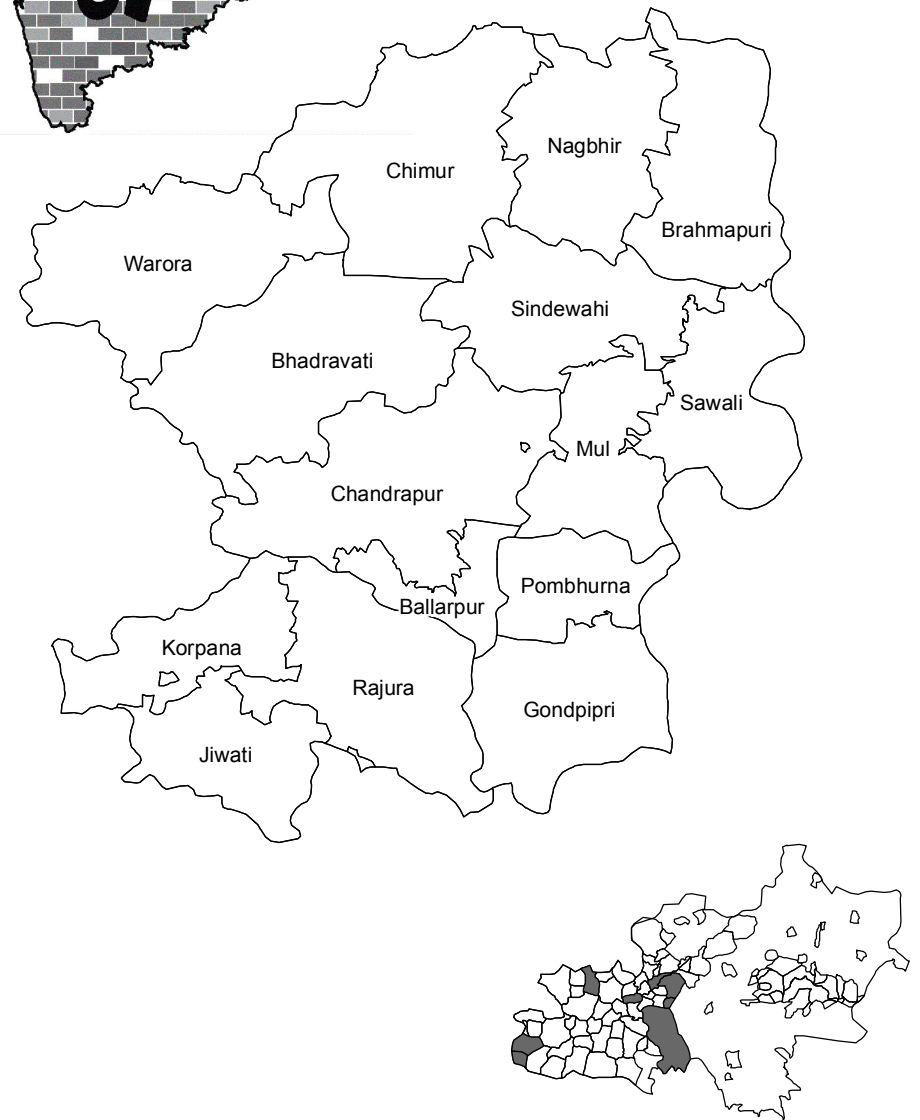 Nagbhir
Chimur
Brahmapuri
Warora
Sindewahi
Bhadravati
Sawali
Mul
Chandrapur
Pombhurna
Ballarpur
Korpana
Rajura
Gondpipri
Jiwati